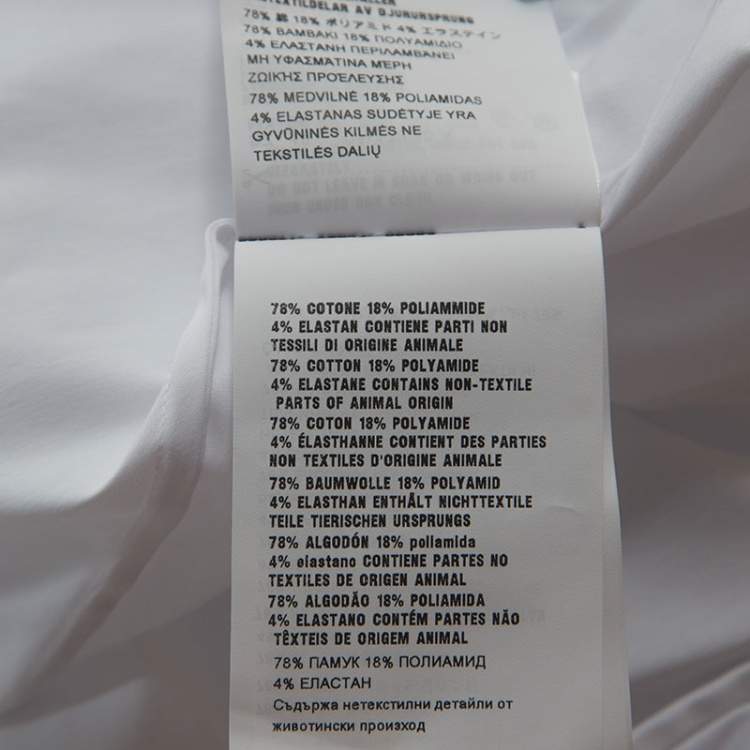 TEXTILDELAR AV DJURURSPRUNG
78% 綿 18% ポリアミド 4% エラステイン
78% ΒΑΜΒΑΚΙ 18% ΠΟΛΥΑΜΙΔΙΟ
4% ΕΛΑΣΤΑΝΗ ΠΕΡΙΛΑΜΒΑΝΕΙ
ΜΗ ΥΦΑΣΜΑΤΙΝΑ ΜΕΡΗ
ΖΩΙΚΗΣ ΠΡΟΕΛΕΥΣΗΣ
78% MEDVILNĖ 18% POLIAMIDAS
4% ELASTANAS SUDĖTYJE YRA
GYVŪNINĖS KILMĖS NE
TEKSTILĖS DALIŲ
78% COTONE 18% POLIAMMIDE
4% ELASTAN CONTIENE PARTI NON
TESSILI DI ORIGINE ANIMALE
78% COTTON 18% POLYAMIDE
4% ELASTANE CONTAINS NON-TEXTILE
PARTS OF ANIMAL ORIGIN
78% COTON 18% POLYAMIDE
4% ÉLASTHANNE CONTIENT DES PARTIES
NON TEXTILES D'ORIGINE ANIMALE
78% BAUMWOLLE 18% POLYAMID
4% ELASTHAN ENTHÅLT NICHTTEXTILE
TEILE TIERISCHEN URSPRUNGS
78% ALGODÓN 18% poliamida
4% elastano CONTIENE PARTES NO
TEXTILES DE ORIGEN ANIMAL
78% ALGODÃO 18% POLIAMIDA
4% ELASTANO CONTÉM PARTES NÃO
TÊXTEIS DE ORIGEM ANIMAL
78% ПАМУК 18% ПОЛИАМИД
4% ЕЛАСТАН
Съдържа нетекстилни детайли от
животински произход